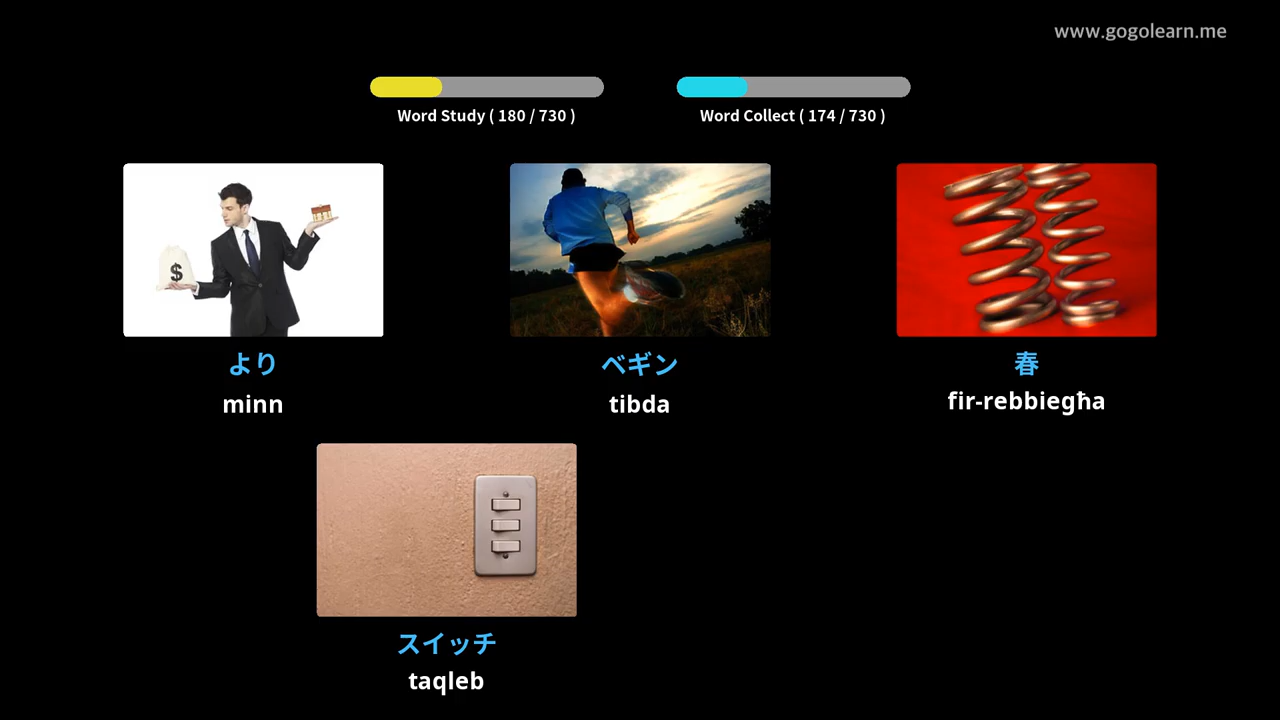 www.gogolearn.me
Word Study ( 180 / 730 )
Word Collect ( 174 / 730 )
$
より
minn
ベギン
tibda
春
fir-rebbiegħa
スイッチ
taqleb